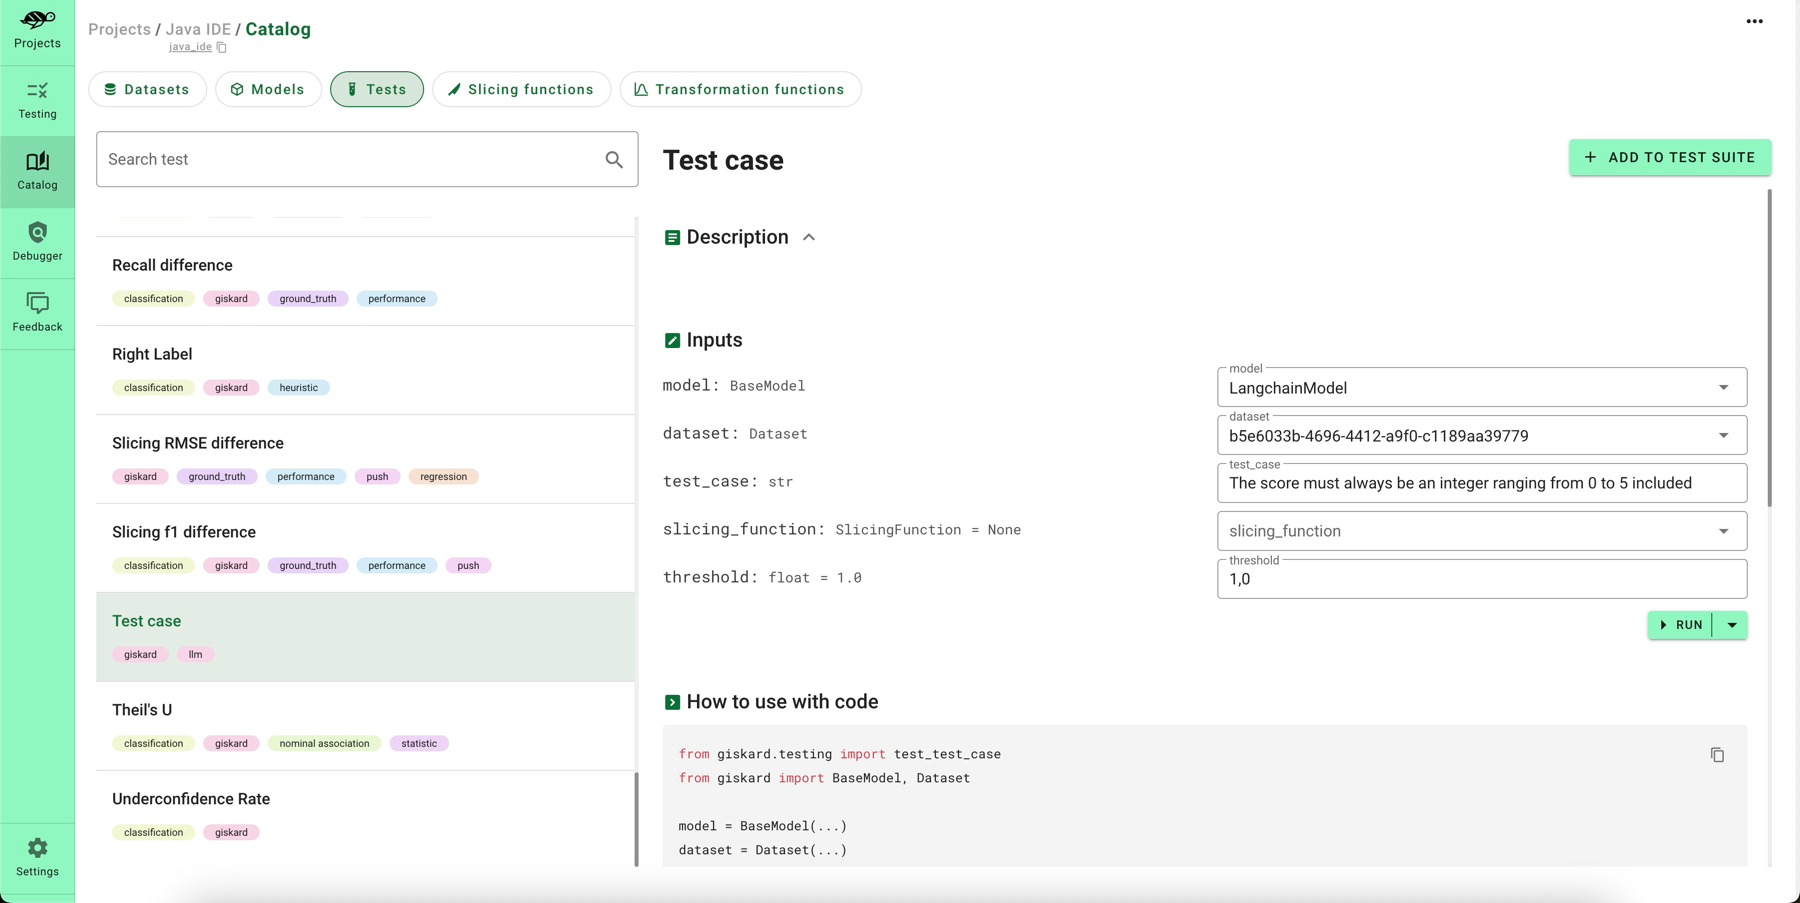 Projects
Testing
Catalog
Debugger
Feedback
Settings
Projects / Java IDE / Catalog
java_ide
Datasets
Models
Tests
Slicing functions
Transformation functions
Search test
Recall difference
classification giskard ground_truth performance
Right Label
classification giskard heuristic
Slicing RMSE difference
giskard ground_truth performance push regression
Slicing f1 difference
classification giskard ground_truth performance push
Test case
giskard llm
Theil's U
classification giskard nominal association statistic
Underconfidence Rate
classification giskard
Test case
+ ADD TO TEST SUITE
Description
Inputs
model: BaseModel
model
LangchainModel
dataset: Dataset
dataset
b5e6033b-4696-4412-a9f0-c1189aa39779
test_case: str
test_case
The score must always be an integer ranging from 0 to 5 included
slicing_function: SlicingFunction = None
slicing_function
threshold: float = 1.0
threshold
1,0
RUN
How to use with code
from giskard.testing import test_test_case
from giskard import BaseModel, Dataset
model = BaseModel(...)
dataset = Dataset(...)